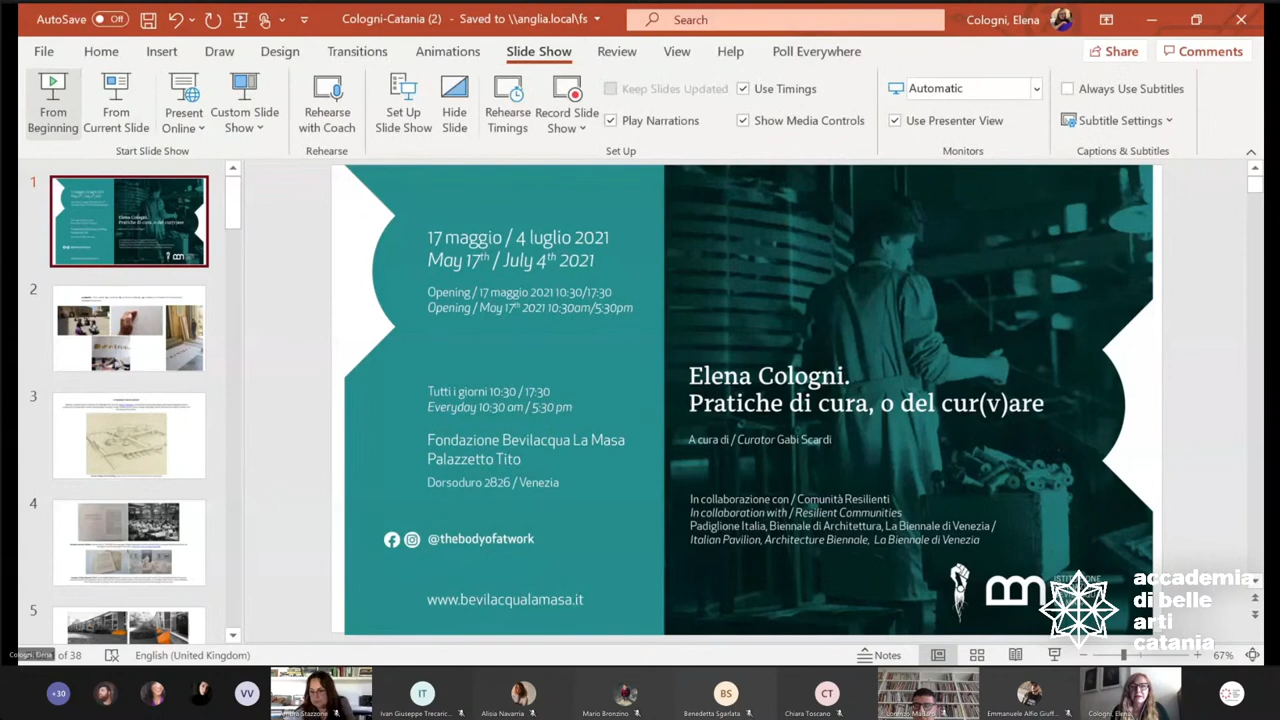 AutoSave
Off
Cologni-Catania (2) - Saved to \\anglia.local\fs
Search
Cologni, Elena
File
Home
Insert
Draw
Design
Transitions
Animations
Slide Show
Review
View
Help
Poll Everywhere
Share
Comments
From Beginning
From Current Slide
Present Online
Custom Slide Show
Rehearse with Coach
Set Up Slide Show
Hide Slide
Rehearse Timings
Record Slide Show
Keep Slides Updated
Use Timings
Play Narrations
Show Media Controls
Automatic
Use Presenter View
Always Use Subtitles
Subtitle Settings
Start Slide Show
Rehearse
Set Up
Monitors
Captions & Subtitles
1
2
3
4
5
17 maggio / 4 luglio 2021
May 17th / July 4th 2021
Opening / 17 maggio 2021 10:30/17:30
Opening / May 17th 2021 10:30am/5:30pm
Tutti i giorni 10:30 / 17:30
Everyday 10:30 am / 5:30 pm
Fondazione Bevilacqua La Masa
Palazzetto Tito
Dorsoduro 2826 / Venezia
@thebodyofatwork
www.bevilacqualamasa.it
Elena Cologni.
Pratiche di cura, o del cur(v)are
A cura di / Curator Gabi Scardi
In collaborazione con / Comunità Resilienti
In collaboration with / Resilient Communities
Padiglione Italia, Biennale di Architettura, La Biennale di Venezia /
Italian Pavilion, Architecture Biennale, La Biennale di Venezia
accademia
di belle
arti
catania
Cologni, Elena
of 38
English (United Kingdom)
Notes
67%
+30
VV
IT
BS
CT
Ivan Giuseppe Trecaric...
Alisia Navarria
Mario Bronzino
Benedetta Sgarlata
Chiara Toscano
Emmanuele Alfio Giuff...
Cologni, Elena